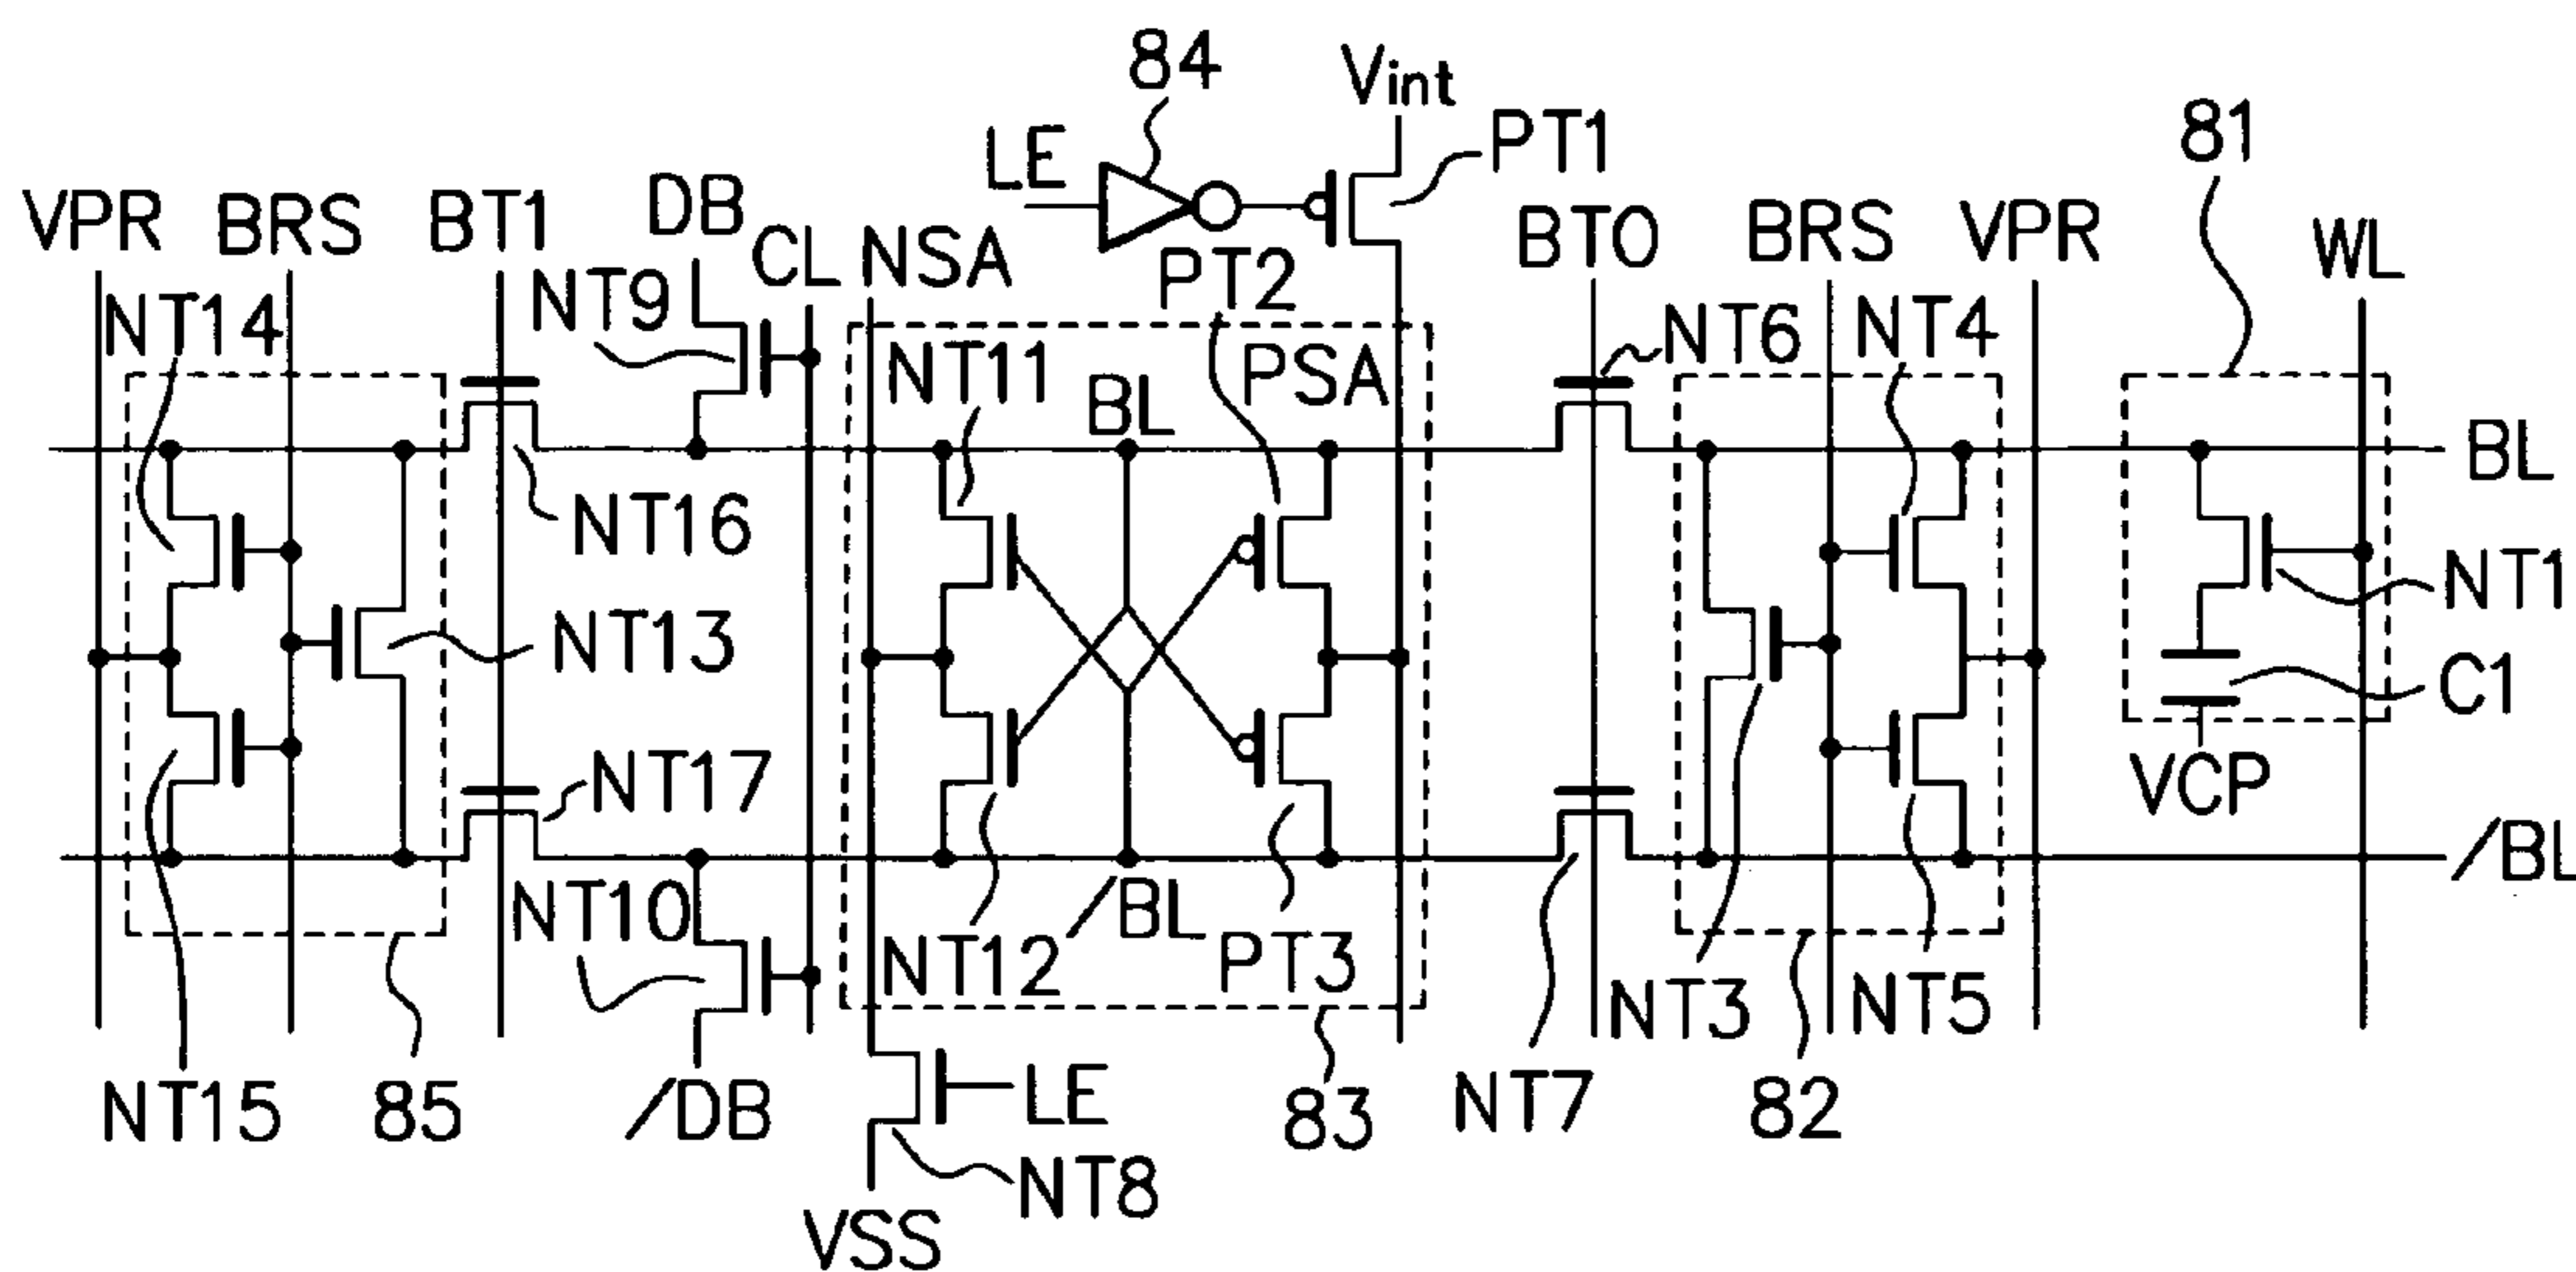 84
Vint
LE
PT1
81
VPR
BRS
BT1
DB
CL
NSA
PT2
BT0
BRS
VPR
WL
NT14
NT9
NT11
BL
PSA
NT6
NT4
BL
NT16
NT1
NT13
C1
NT17
VCP
NT10
NT12
/BL
PT3
/BL
NT3
NT5
NT15
85
/DB
LE
83
NT7
82
NT8
VSS